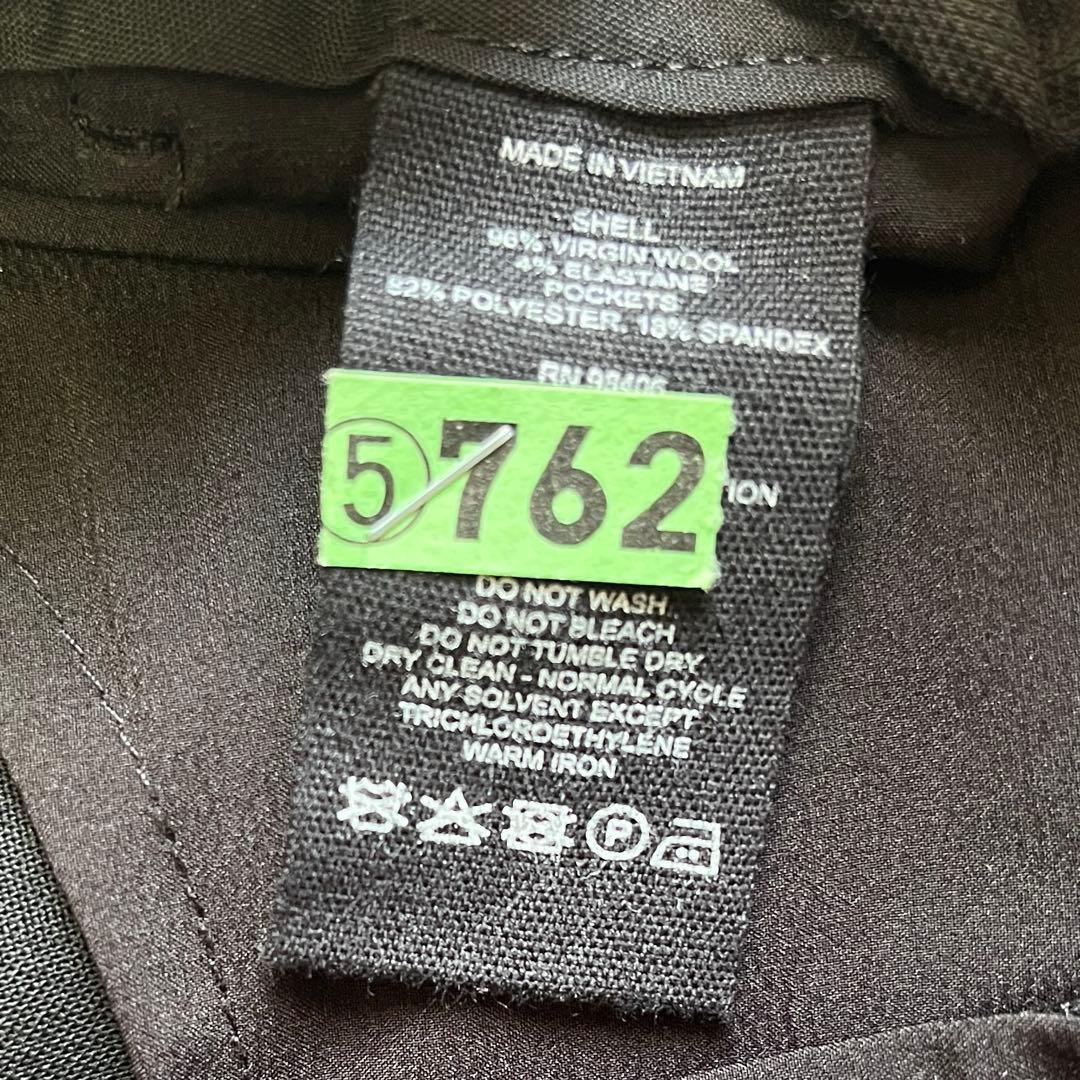 MADE IN VIETNAM
SHELL
96% VIRGIN WOOL
4% ELASTANE
POCKETS
82% POLYESTER, 18% SPANDEX
RN
5 762
DO NOT WASH
DO NOT BLEACH
DO NOT TUMBLE DRY
DRY CLEAN - NORMAL CYCLE
ANY SOLVENT EXCEPT
TRICHLOROETHYLENE
WARM IRON
P